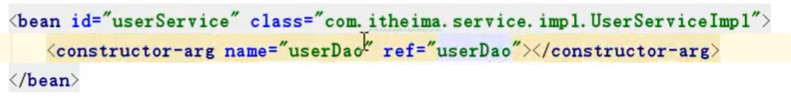 <bean id="userService" class="com.itheima.service.impl.UserServiceImpl">
<constructor-arg name="userDao" ref="userDao"></constructor-arg>
</bean>